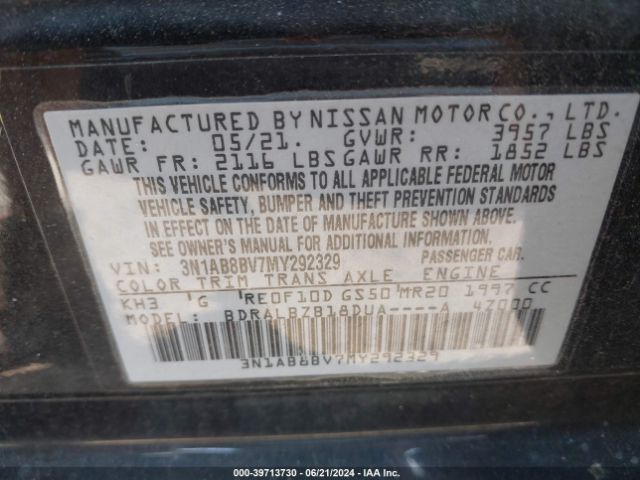 MANUFACTURED BY NISSAN MOTOR CO., LTD.
DATE: 05/21. GVWR: 3957 LBS
GAWR FR: 2116 LBS GAWR RR: 1852 LBS
THIS VEHICLE CONFORMS TO ALL APPLICABLE FEDERAL MOTOR
VEHICLE SAFETY, BUMPER AND THEFT PREVENTION STANDARDS
IN EFFECT ON THE DATE OF MANUFACTURE SHOWN ABOVE.
SEE OWNER'S MANUAL FOR ADDITIONAL INFORMATION.
VIN: 3N1AB8BV7MY292329 PASSENGER CAR.
COLOR TRIM TRANS AXLE ENGINE
KH3 G RE0F10D GS50 MR20 1997 CC
MODEL: BDRALBZB18DUA----A 47000
3N1AB8BV7MY292329
IAAI
IAA-39713730 - 06/21/2024 - IAA Inc.